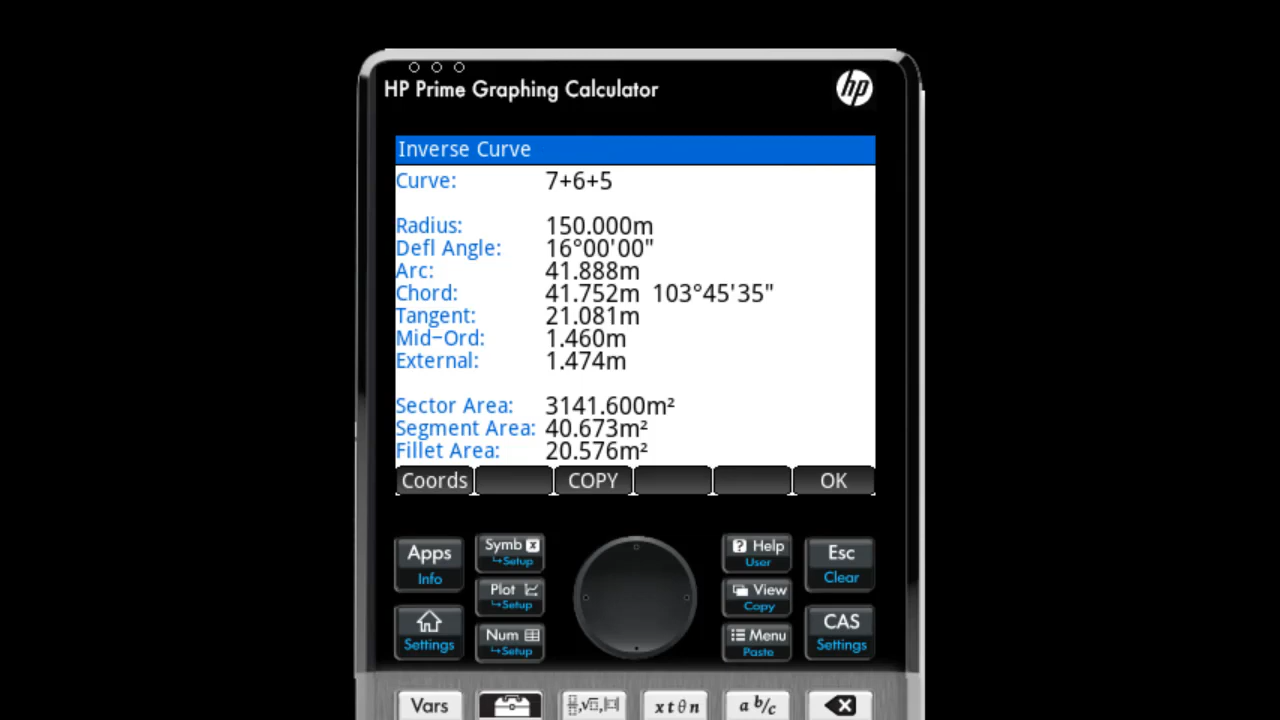 HP Prime Graphing Calculator
hp
Inverse Curve
Curve: 7+6+5
Radius: 150.000m
Defl Angle: 16°00'00"
Arc: 41.888m
Chord: 41.752m 103°45'35"
Tangent: 21.081m
Mid−Ord: 1.460m
External: 1.474m
Sector Area: 3141.600m²
Segment Area: 40.673m²
Fillet Area: 20.576m²
Coords COPY OK
Apps
Info
Symb
Setup
Plot
Setup
Num
Setup
Settings
? Help
User
View
Copy
Menu
Paste
Esc
Clear
CAS
Settings
Vars
x t θ n
a b/c